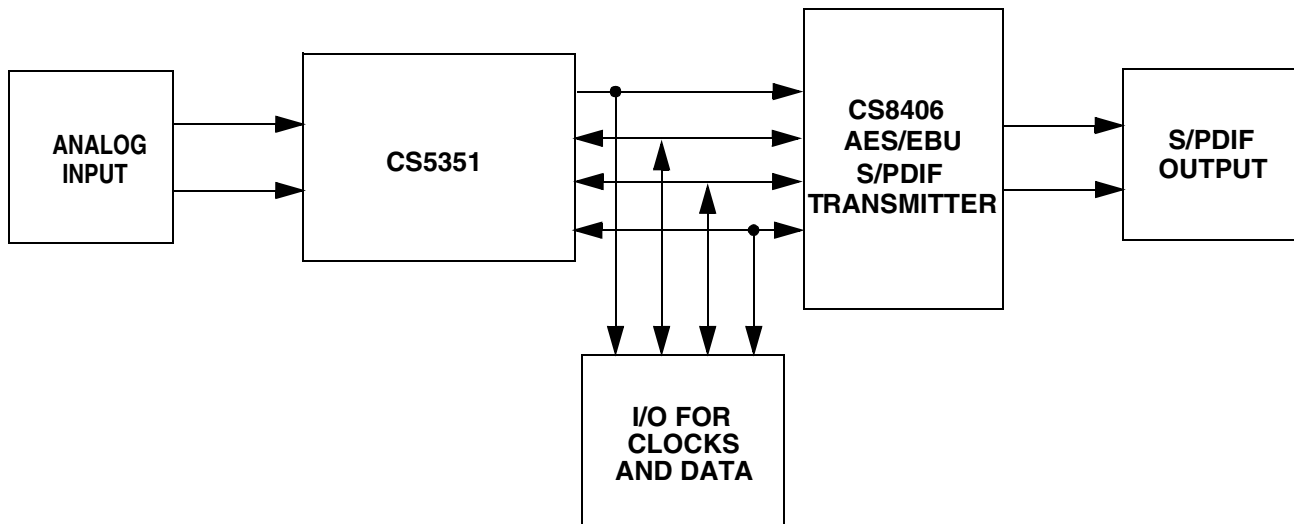 ANALOG
INPUT
CS5351
CS8406
AES/EBU
S/PDIF
TRANSMITTER
S/PDIF
OUTPUT
I/O FOR
CLOCKS
AND DATA